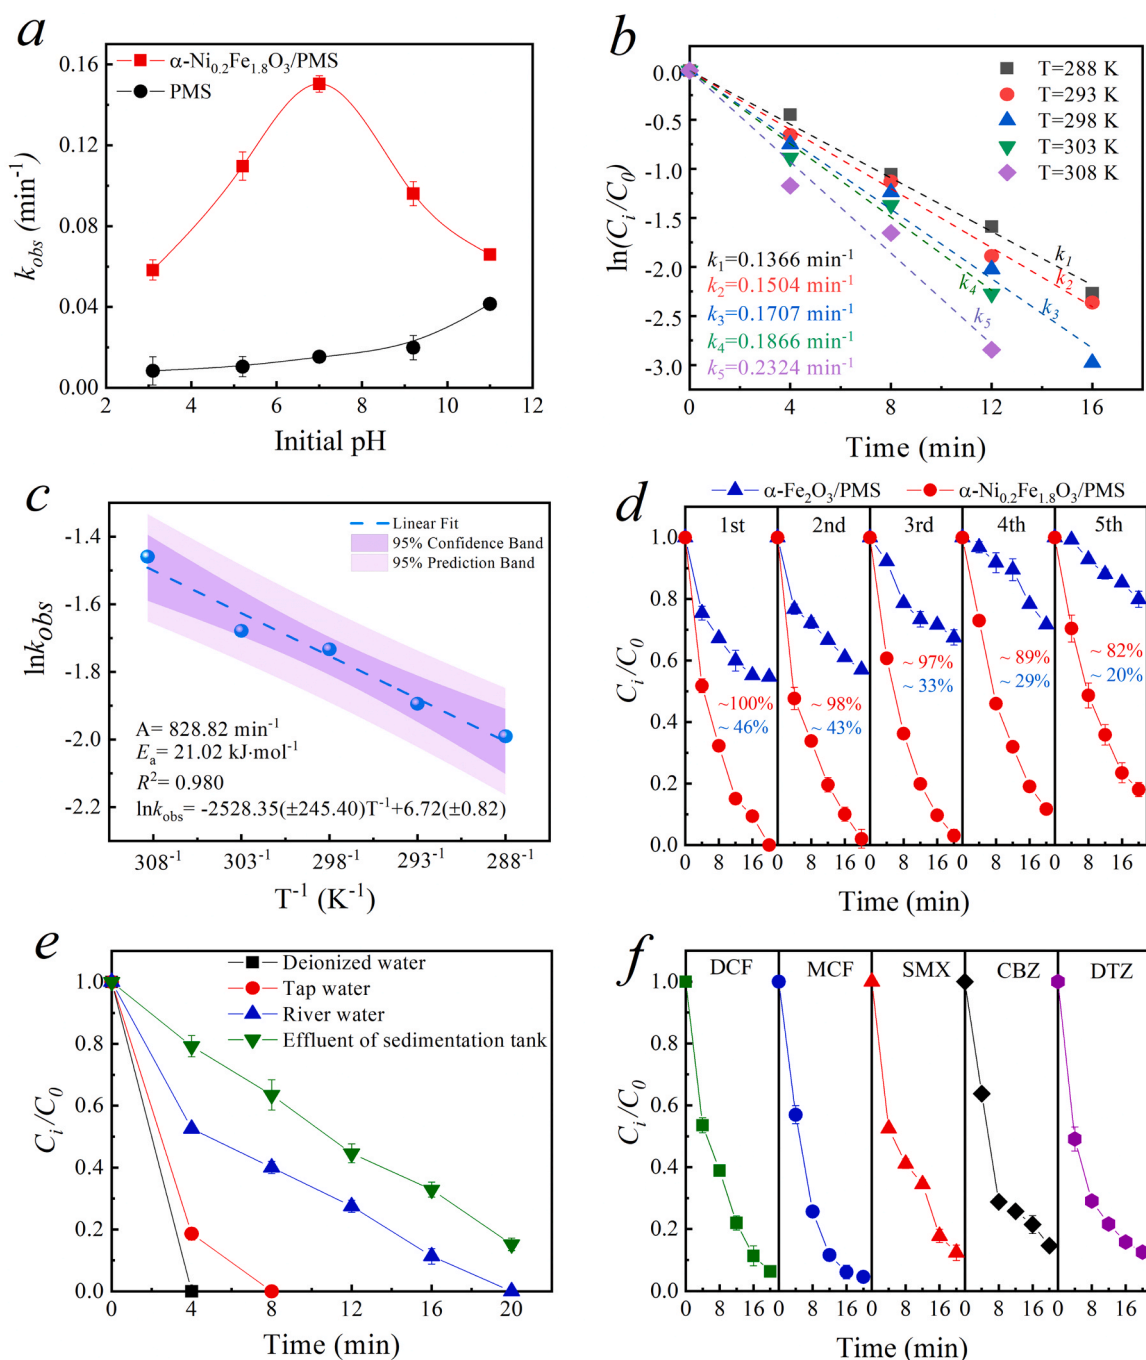 a
α-Ni0.2Fe1.8O3/PMS
PMS
0.16
0.12
0.08
0.04
0.00
kobs (min-1)
2 4 6 8 10 12
Initial pH
b
T=288 K
T=293 K
T=298 K
T=303 K
T=308 K
0.0
-0.5
-1.0
-1.5
-2.0
-2.5
-3.0
ln(Ci/C0)
k1=0.1366 min-1
k2=0.1504 min-1
k3=0.1707 min-1
k4=0.1866 min-1
k5=0.2324 min-1
k1
k2
k3
k4
k5
0 4 8 12 16
Time (min)
c
Linear Fit
95% Confidence Band
95% Prediction Band
-1.4
-1.6
-1.8
-2.0
-2.2
lnkobs
A= 828.82 min-1
Ea= 21.02 kJ·mol-1
R2= 0.980
lnkobs= -2528.35(±245.40)T-1+6.72(±0.82)
308-1 303-1 298-1 293-1 288-1
T-1 (K-1)
d
α-Fe2O3/PMS
α-Ni0.2Fe1.8O3/PMS
1st 2nd 3rd 4th 5th
1.0
0.8
0.6
0.4
0.2
0.0
Ci/C0
~100%
~ 46%
~ 98%
~ 43%
~ 97%
~ 33%
~ 89%
~ 29%
~ 82%
~ 20%
0 8 16 0 8 16 0 8 16 0 8 16 0 8 16
Time (min)
e
Deionized water
Tap water
River water
Effluent of sedimentation tank
1.0
0.8
0.6
0.4
0.2
0.0
Ci/C0
0 4 8 12 16 20
Time (min)
f
DCF MCF SMX CBZ DTZ
1.0
0.8
0.6
0.4
0.2
0.0
Ci/C0
0 8 16 0 8 16 0 8 16 0 8 16 0 8 16
Time (min)